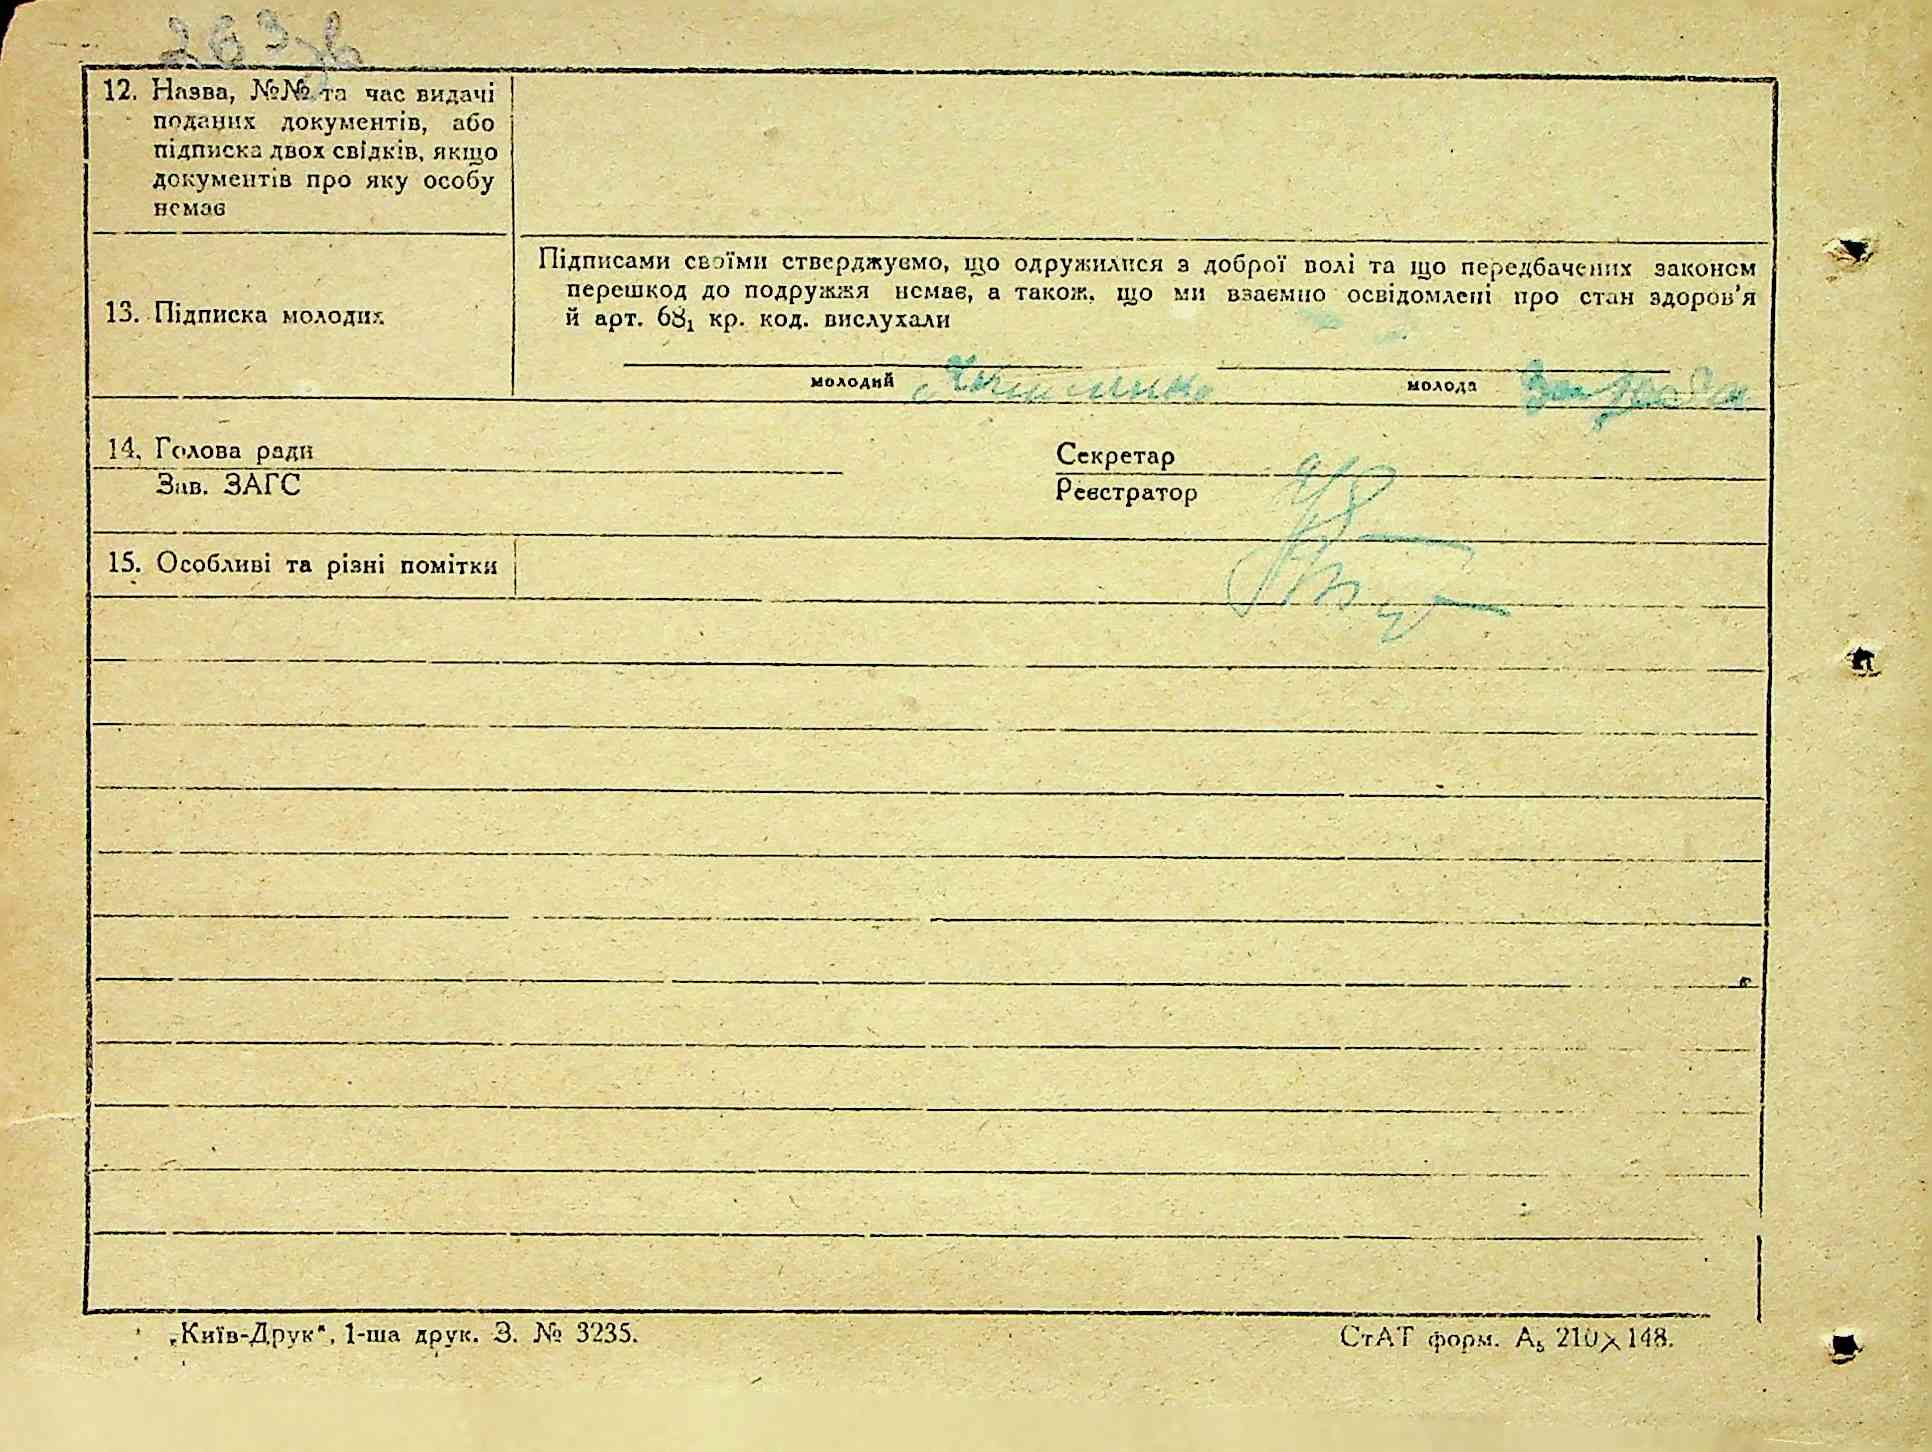 263зв
12. Назва, №№ та час видачі
поданих документів, або
підписка двох свідків, якщо
документів про яку особу
немає
13. Підписка молодих
Підписами своїми стверджуємо, що одружилися з доброї волі та що передбачених законом
перешкод до подружжя немає, а також, що ми взаємно освідомлені про стан здоров'я
й арт. 68₁ кр. код. вислухали
молодий
молода
14. Голова ради
Секретар
Зав. ЗАГС
Реєстратор
15. Особливі та різні помітки
„Київ-Друк", 1-ша друк. З. № 3235.
СтАТ форм. А₅ 210×148.